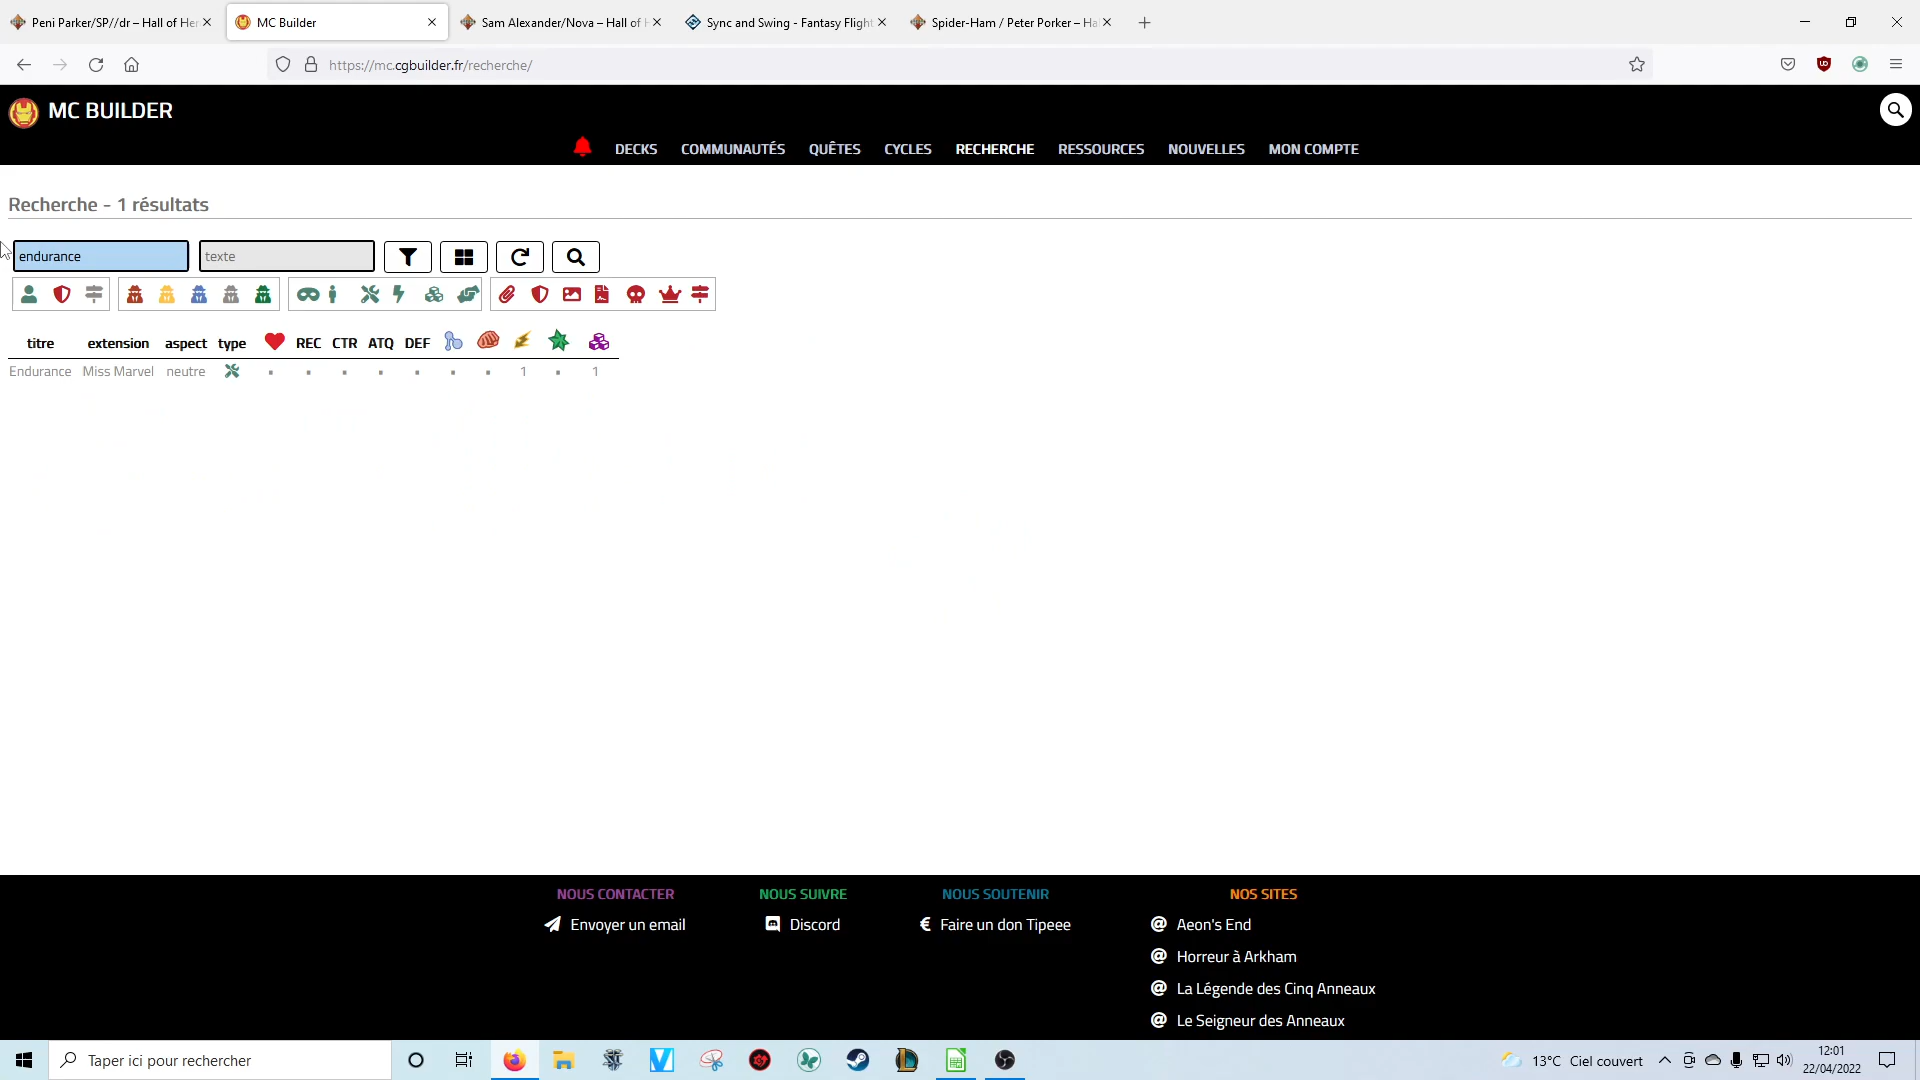 Peni Parker/SP//dr – Hall of Her
MC Builder
Sam Alexander/Nova – Hall of H
Sync and Swing - Fantasy Flight
Spider-Ham / Peter Porker – Ha
https://mc.cgbuilder.fr/recherche/
MC BUILDER
DECKS COMMUNAUTÉS QUÊTES CYCLES RECHERCHE RESSOURCES NOUVELLES MON COMPTE
Recherche - 1 résultats
endurance texte
titre extension aspect type REC CTR ATQ DEF
Endurance Miss Marvel neutre 1 1
NOUS CONTACTER NOUS SUIVRE NOUS SOUTENIR NOS SITES
Envoyer un email Discord € Faire un don Tipeee @ Aeon's End
@ Horreur à Arkham
@ La Légende des Cinq Anneaux
@ Le Seigneur des Anneaux
Taper ici pour rechercher
13°C Ciel couvert
12:01
22/04/2022